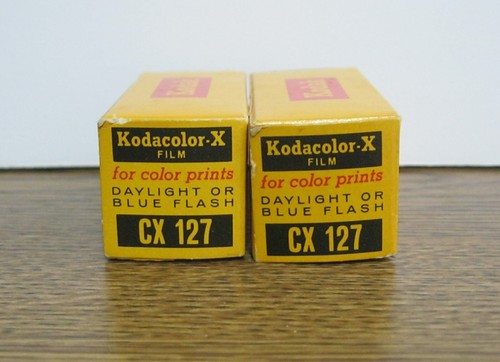 Kodacolor-X
FILM
for color prints
DAYLIGHT OR
BLUE FLASH
CX 127
Kodacolor-X
FILM
for color prints
DAYLIGHT OR
BLUE FLASH
CX 127